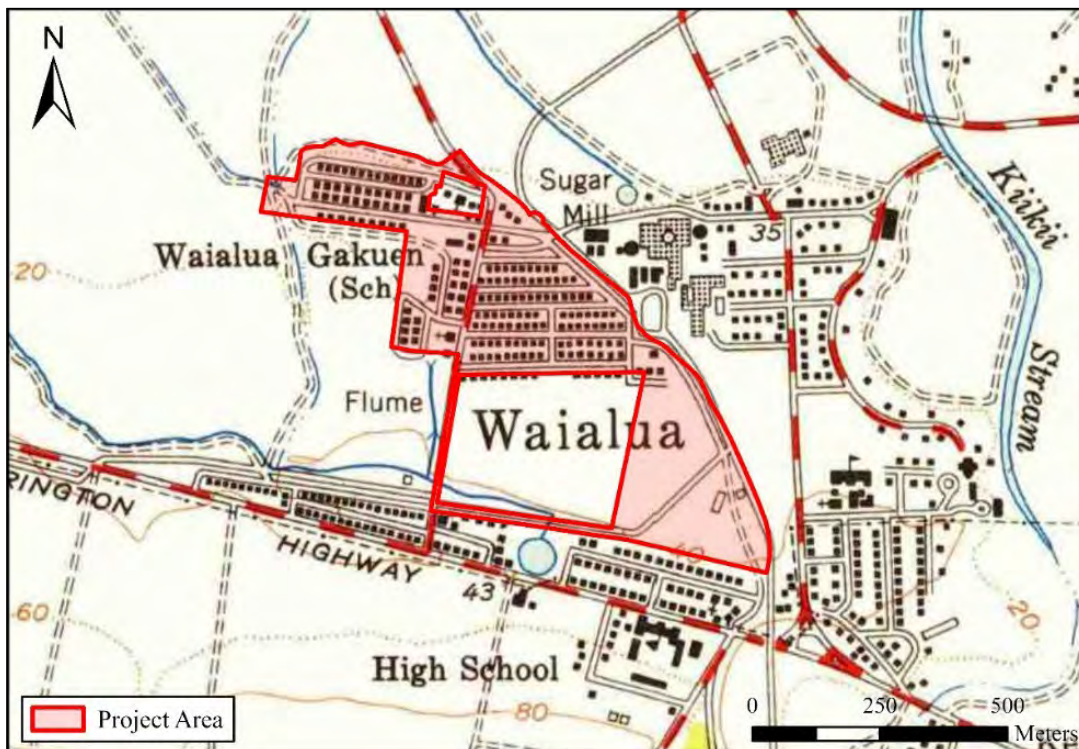 N
Sugar
Mill
35
Kiikii
Stream
Waialua Gakuen
(Sch)
20
Flume
Waialua
RINGTON
HIGHWAY
43
60
20
High School
80
Project Area
0 250 500
Meters